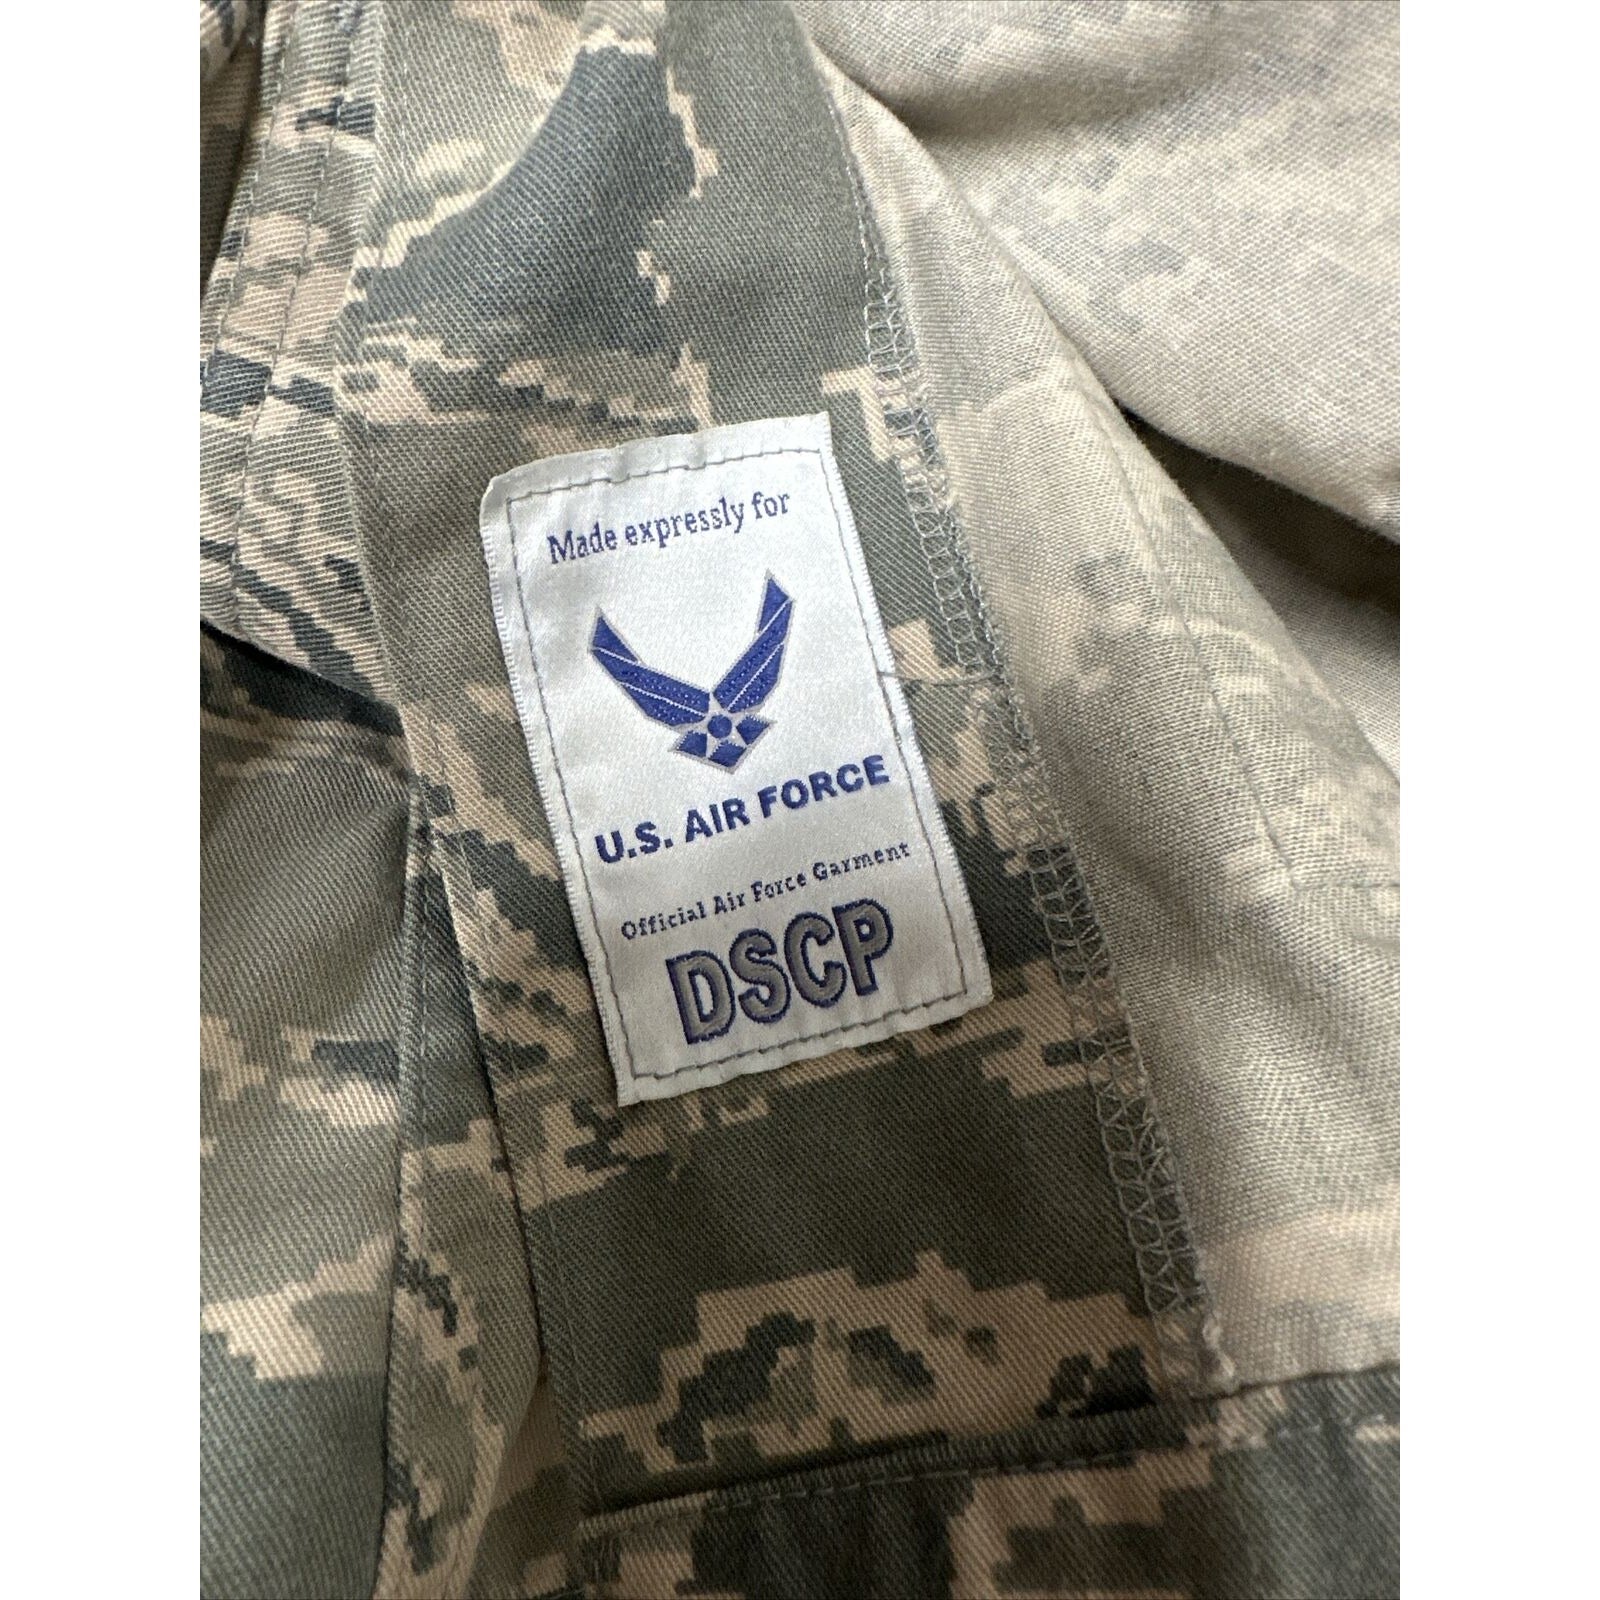 Made expressly for
U.S. AIR FORCE
Official Air Force Garment
DSCP